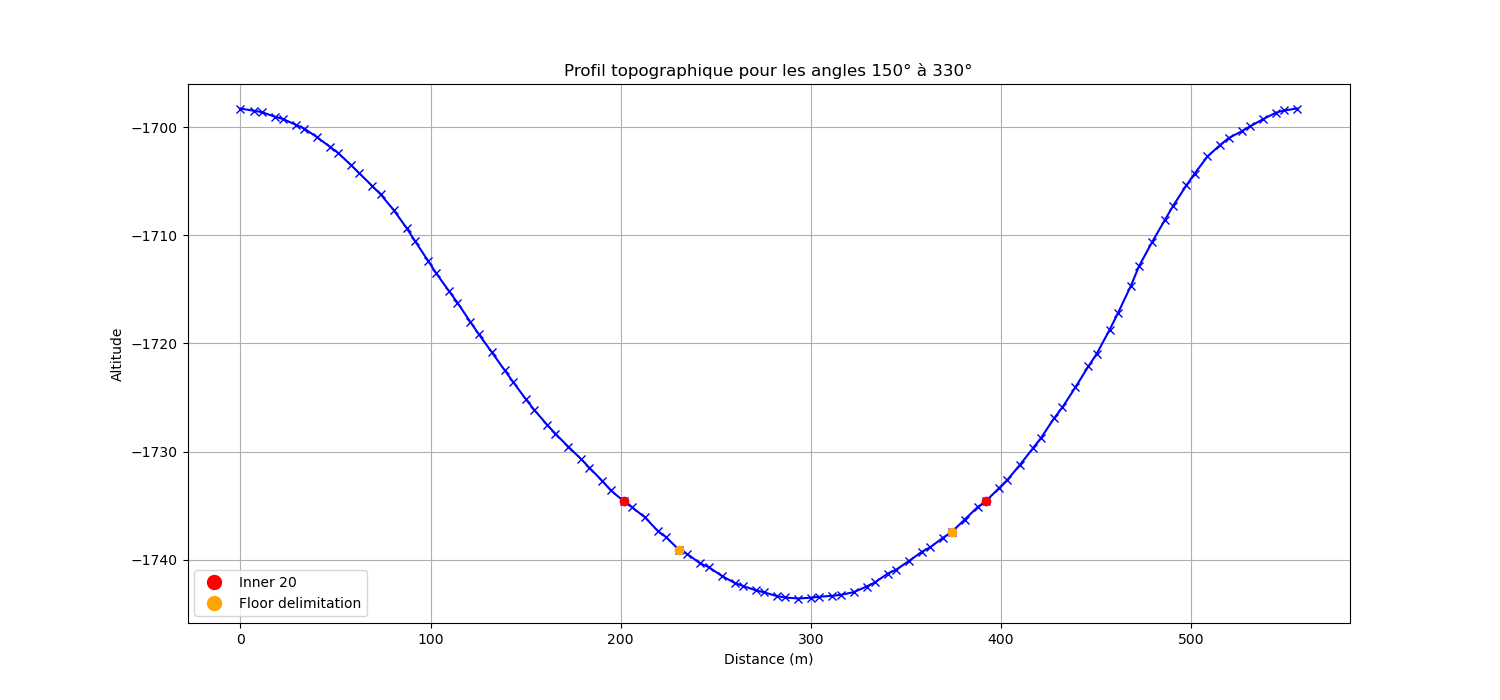 Profil topographique pour les angles 150° à 330°
Altitude
−1700
−1710
−1720
−1730
−1740
Inner 20
Floor delimitation
0 100 200 300 400 500
Distance (m)